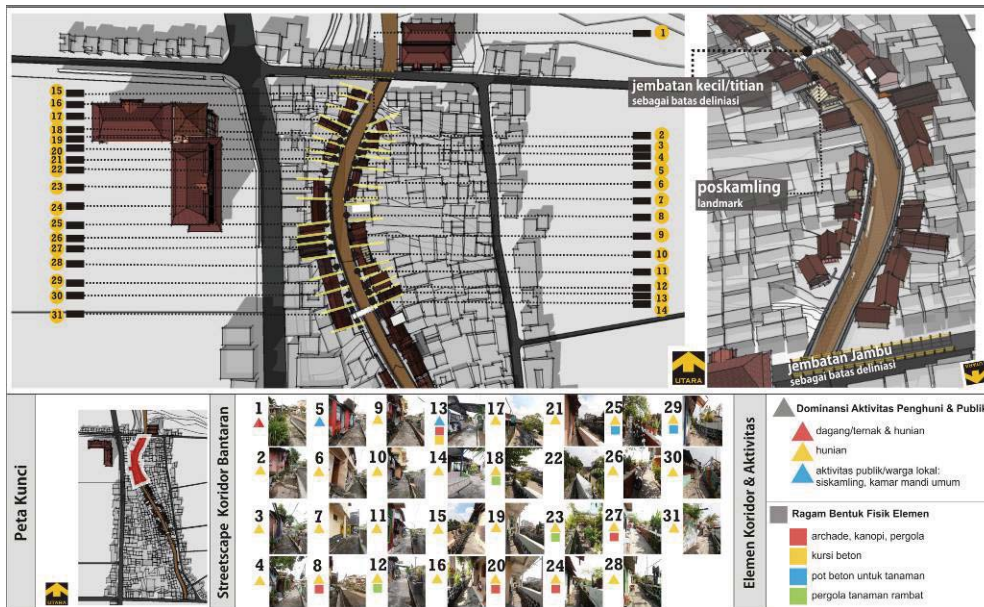 1
15
16
17
18
19
20
21
22
23
24
25
26
27
28
29
30
31
2
3
4
5
6
7
8
9
10
11
12
13
14
UTARA
jembatan kecil/titian
sebagai batas deliniasi
poskamling
landmark
jembatan Jambu
sebagai batas deliniasi
UTARA
Peta Kunci
UTARA
Streetscape Koridor Bantaran
1 5 9 13 17 21 25 29
2 6 10 14 18 22 26 30
3 7 11 15 19 23 27 31
4 8 12 16 20 24 28
Elemen Koridor & Aktivitas
Dominansi Aktivitas Penghuni & Publik
dagang/ternak & hunian
hunian
aktivitas publik/warga lokal:
siskamling, kamar mandi umum
Ragam Bentuk Fisik Elemen
archade, kanopi, pergola
kursi beton
pot beton untuk tanaman
pergola tanaman rambat